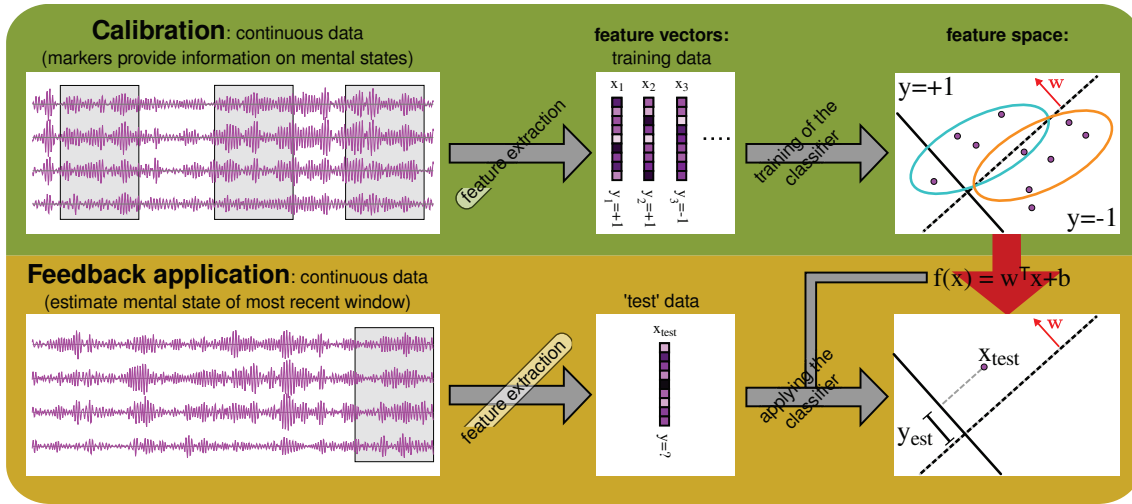 Calibration: continuous data
(markers provide information on mental states)
feature extraction
feature vectors:
training data
x1 x2 x3
....
y1=+1 y2=+1 y3=-1
training of the
classifier
feature space:
y=+1
w
y=-1
Feedback application: continuous data
(estimate mental state of most recent window)
feature extraction
'test' data
xtest
y=?
applying the
classifier
f(x) = wᵀx+b
w
xtest
yest